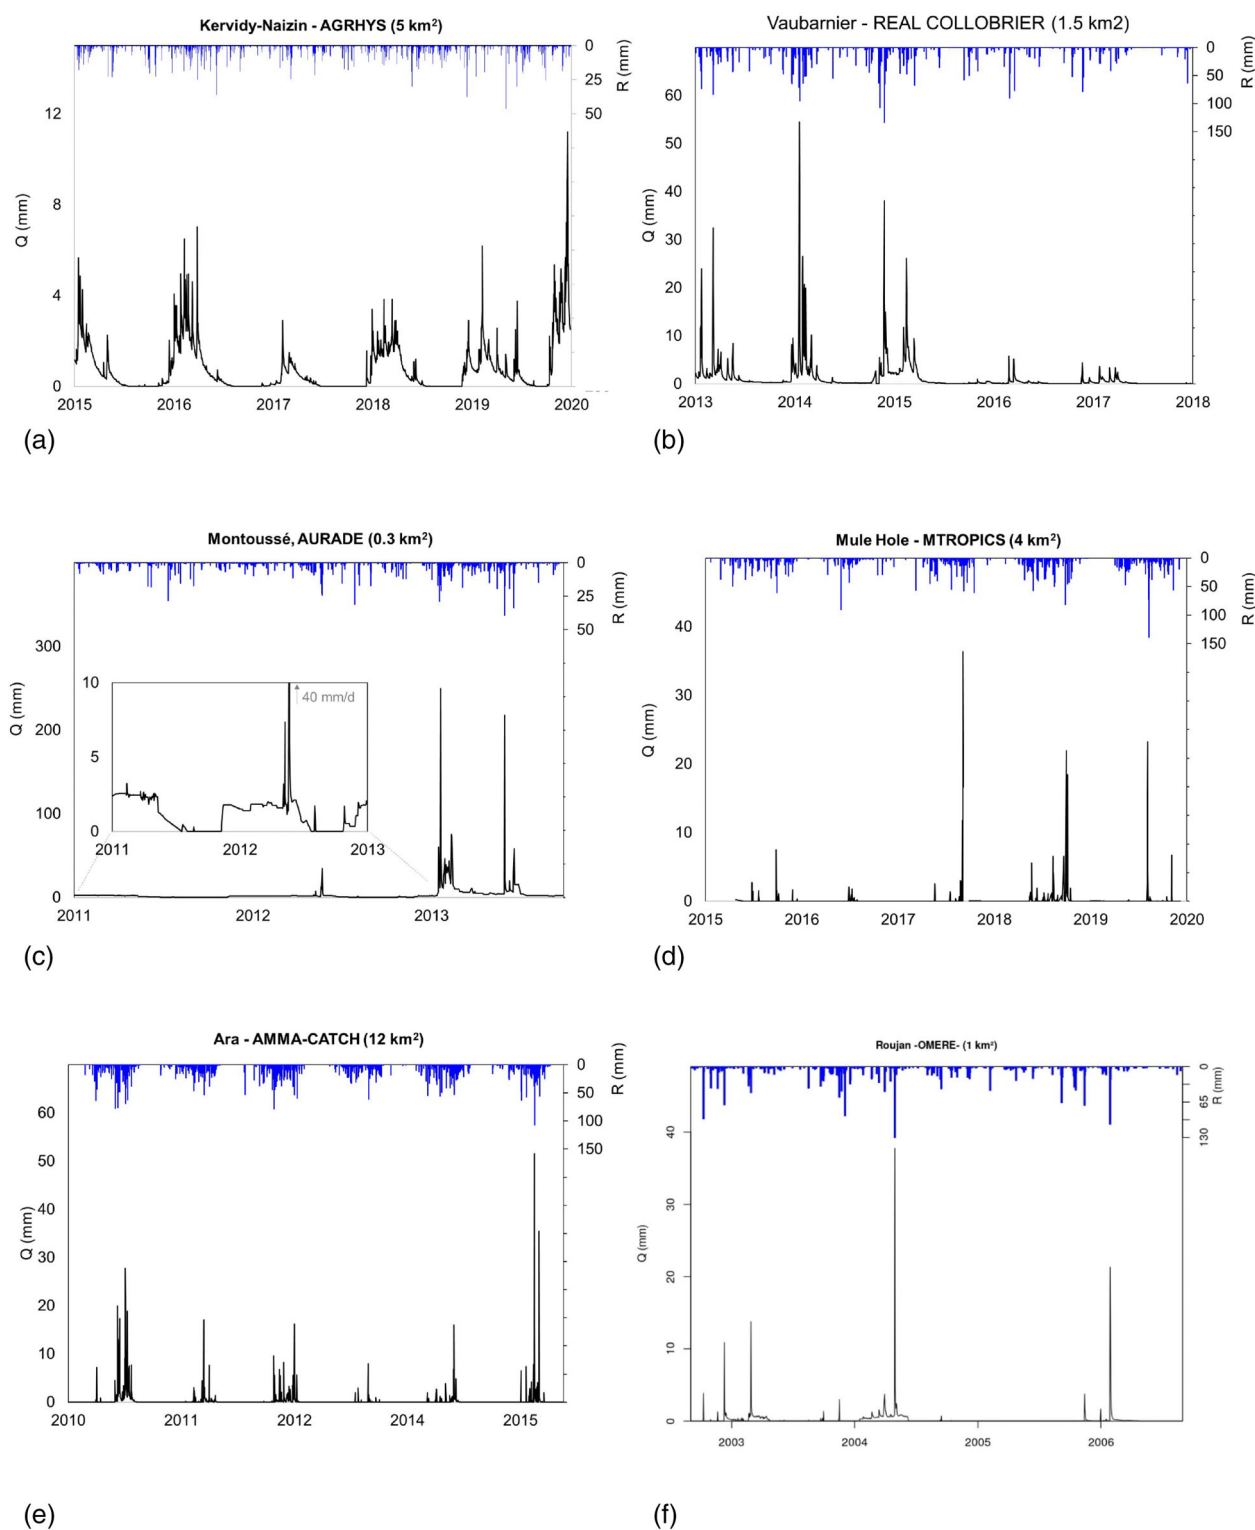 Kervidy-Naizin - AGRHYS (5 km²)
0
25
50
R (mm)
12
8
4
0
Q (mm)
2015 2016 2017 2018 2019 2020
(a)
Vaubarnier - REAL COLLOBRIER (1.5 km2)
0
50
100
150
R (mm)
60
50
40
30
20
10
0
Q (mm)
2013 2014 2015 2016 2017 2018
(b)
Montoussé, AURADE (0.3 km²)
0
25
50
R (mm)
300
200
100
0
Q (mm)
10
5
0
40 mm/d
2011 2012 2013
2011 2012 2013
(c)
Mule Hole - MTROPICS (4 km²)
0
50
100
150
R (mm)
40
30
20
10
0
Q (mm)
2015 2016 2017 2018 2019 2020
(d)
Ara - AMMA-CATCH (12 km²)
0
50
100
150
R (mm)
60
50
40
30
20
10
0
Q (mm)
2010 2011 2012 2014 2015
(e)
Roujan -OMERE- (1 km²)
0
65
130
R (mm)
40
30
20
10
0
Q (mm)
2003 2004 2005 2006
(f)